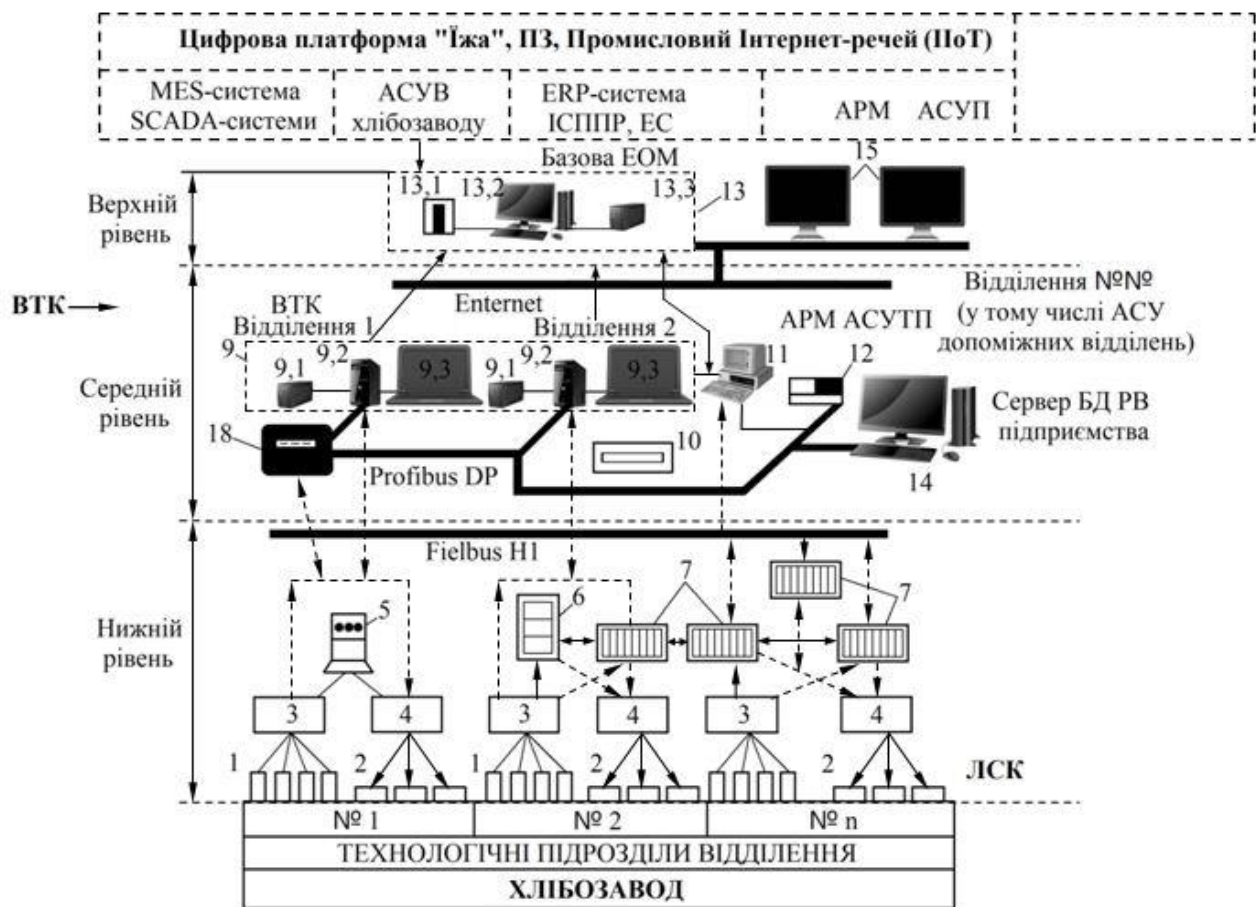 Цифрова платформа "Їжа", ПЗ, Промисловий Інтернет-речей (ІІоТ)
MES-система
SCADA-системи
АСУВ
хлібозаводу
ERP-система
ІСППР, ЕС
АРМ АСУП
Базова ЕОМ
15
13,1
13,2
13,3
13
Верхній
рівень
ВТК
Enternet
Відділення №№
(у тому числі АСУ
допоміжних відділень)
ВТК
Відділення 1
Відділення 2
АРМ АСУТП
9
9,1
9,2
9,3
9,1
9,2
9,3
11
12
Середній
рівень
Сервер БД РВ
підприємства
18
10
Profibus DP
14
Fielbus H1
7
7
5
6
Нижній
рівень
3
4
3
4
3
4
1
2
1
2
2
ЛСК
№ 1
№ 2
№ n
ТЕХНОЛОГІЧНІ ПІДРОЗДІЛИ ВІДДІЛЕННЯ
ХЛІБОЗАВОД